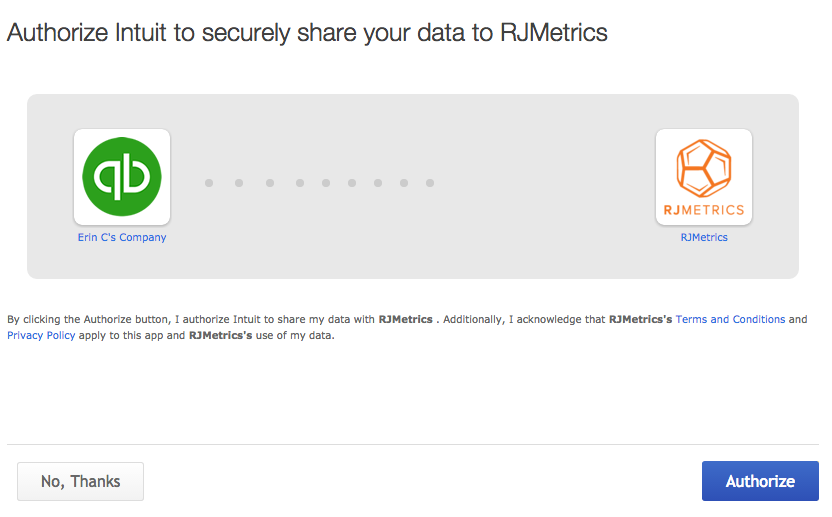 Authorize Intuit to securely share your data to RJMetrics
qb
RJMETRICS
Erin C's Company
RJMetrics
By clicking the Authorize button, I authorize Intuit to share my data with RJMetrics . Additionally, I acknowledge that RJMetrics's Terms and Conditions and
Privacy Policy apply to this app and RJMetrics's use of my data.
No, Thanks
Authorize